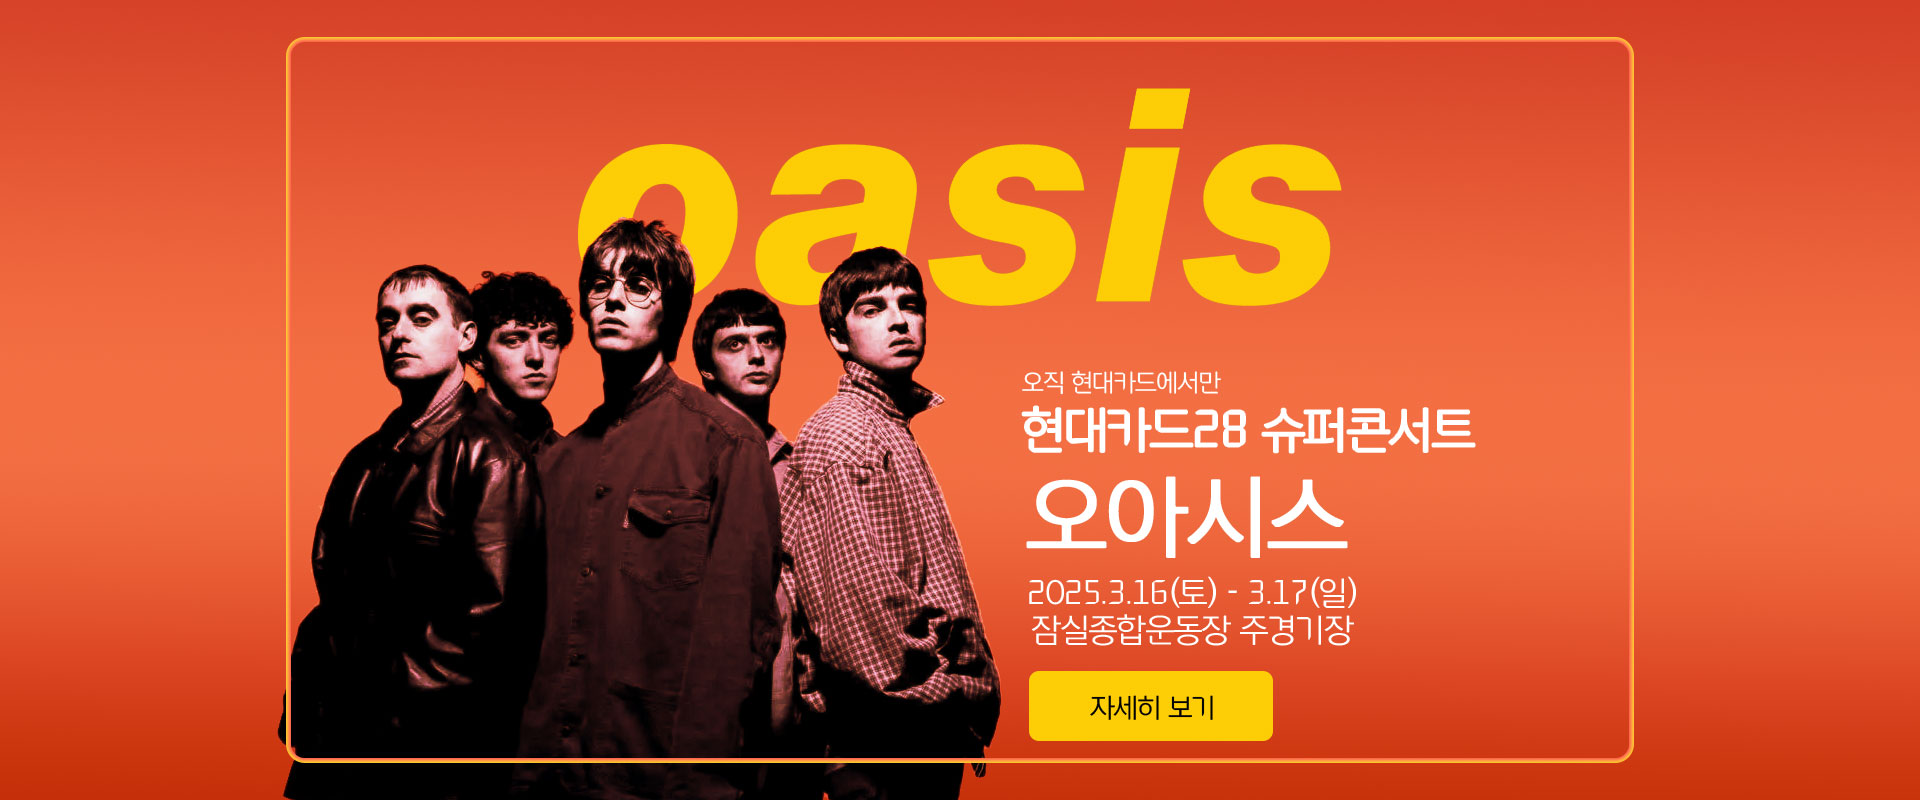 oasis
오직 현대카드에서만
현대카드28 슈퍼콘서트
오아시스
2025.3.16(토) - 3.17(일)
잠실종합운동장 주경기장
자세히 보기